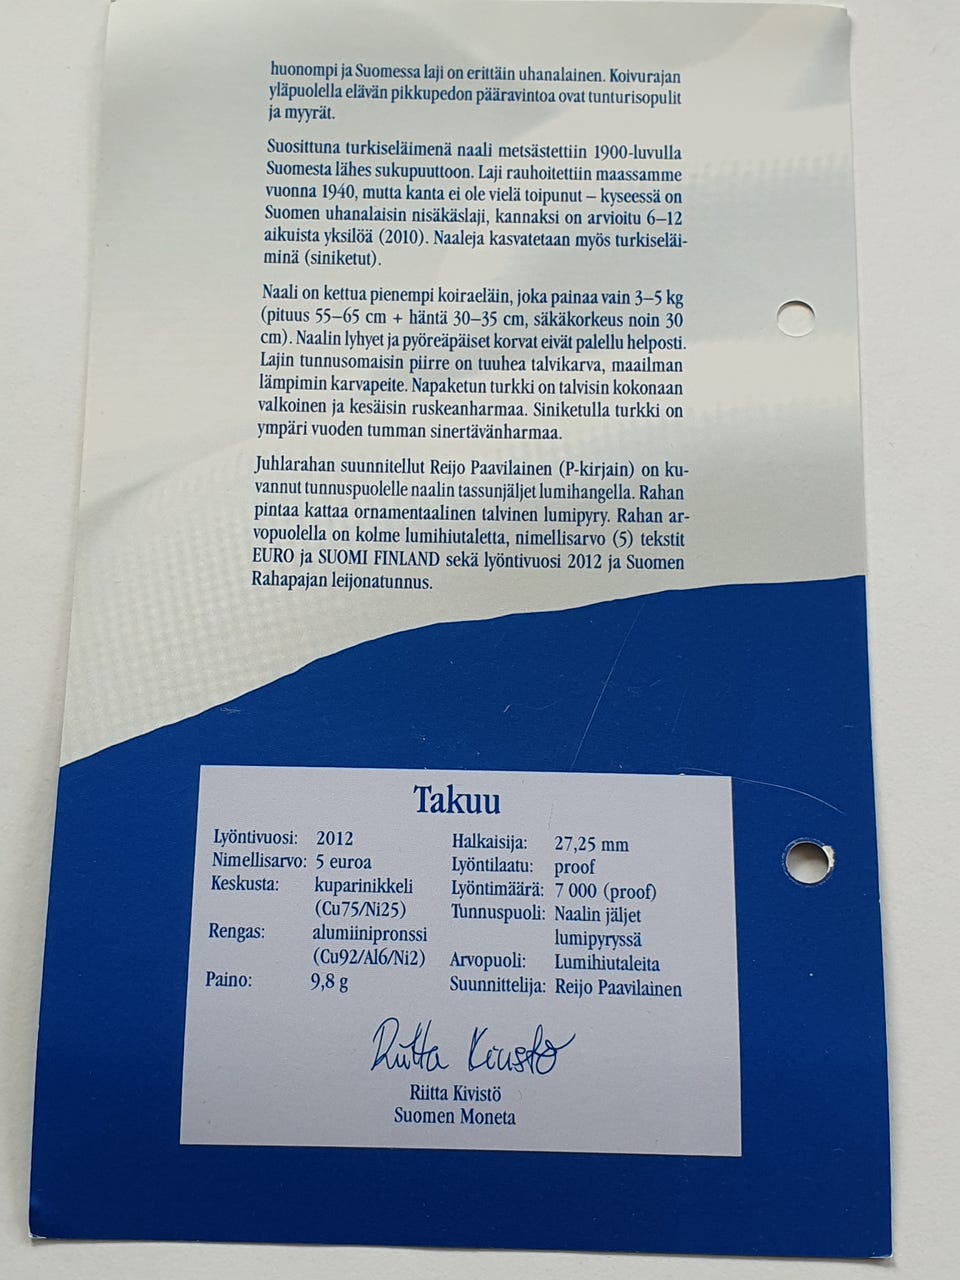 huonompi ja Suomessa laji on erittäin uhanalainen. Koivurajan
yläpuolella elävän pikkupedon pääravintoa ovat tunturisopulit
ja myyrät.
Suosittuna turkiseläimenä naali metsästettiin 1900-luvulla
Suomesta lähes sukupuuttoon. Laji rauhoitettiin maassamme
vuonna 1940, mutta kanta ei ole vielä toipunut – kyseessä on
Suomen uhanalaisin nisäkäslaji, kannaksi on arvioitu 6–12
aikuista yksilöä (2010). Naaleja kasvatetaan myös turkiseläi-
minä (siniketut).
Naali on kettua pienempi koiraeläin, joka painaa vain 3–5 kg
(pituus 55–65 cm + häntä 30–35 cm, säkäkorkeus noin 30
cm). Naalin lyhyet ja pyöreäpäiset korvat eivät palellu helposti.
Lajin tunnusomaisin piirre on tuuhea talvikarva, maailman
lämpimin karvapeite. Napaketun turkki on talvisin kokonaan
valkoinen ja kesäisin ruskeanharmaa. Siniketulla turkki on
ympäri vuoden tumman sinertävänharmaa.
Juhlarahan suunnitellut Reijo Paavilainen (P-kirjain) on ku-
vannut tunnuspuolelle naalin tassunjäljet lumihangella. Rahan
pintaa kattaa ornamentaalinen talvinen lumipyry. Rahan ar-
vopuolella on kolme lumihiutaletta, nimellisarvo (5) tekstit
EURO ja SUOMI FINLAND sekä lyöntivuosi 2012 ja Suomen
Rahapajan leijonatunnus.
Takuu
Lyöntivuosi: 2012
Nimellisarvo: 5 euroa
Keskusta: kuparinikkeli
(Cu75/Ni25)
Rengas: alumiinipronssi
(Cu92/Al6/Ni2)
Paino: 9,8 g
Halkaisija: 27,25 mm
Lyöntilaatu: proof
Lyöntimäärä: 7 000 (proof)
Tunnuspuoli: Naalin jäljet
lumipyryssä
Arvopuoli: Lumihiutaleita
Suunnittelija: Reijo Paavilainen
Riitta Kivistö
Riitta Kivistö
Suomen Moneta